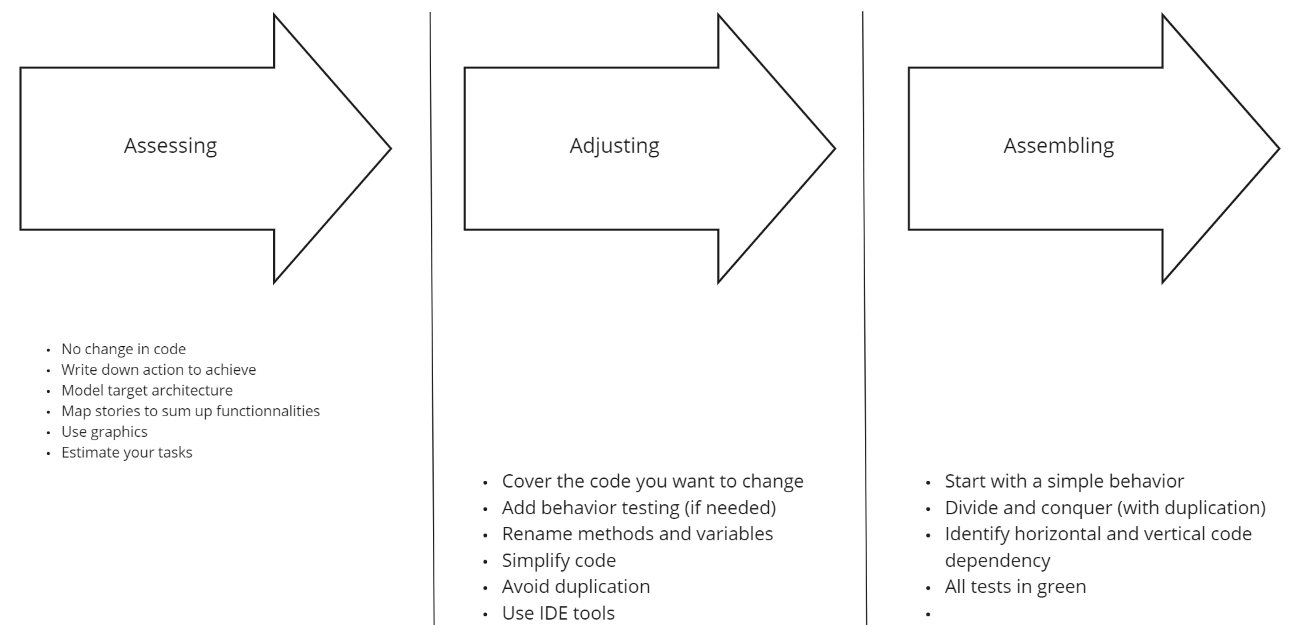 Assessing
Adjusting
Assembling
• No change in code
• Write down action to achieve
• Model target architecture
• Map stories to sum up functionnalities
• Use graphics
• Estimate your tasks
• Cover the code you want to change
• Add behavior testing (if needed)
• Rename methods and variables
• Simplify code
• Avoid duplication
• Use IDE tools
• Start with a simple behavior
• Divide and conquer (with duplication)
• Identify horizontal and vertical code
dependency
• All tests in green
•